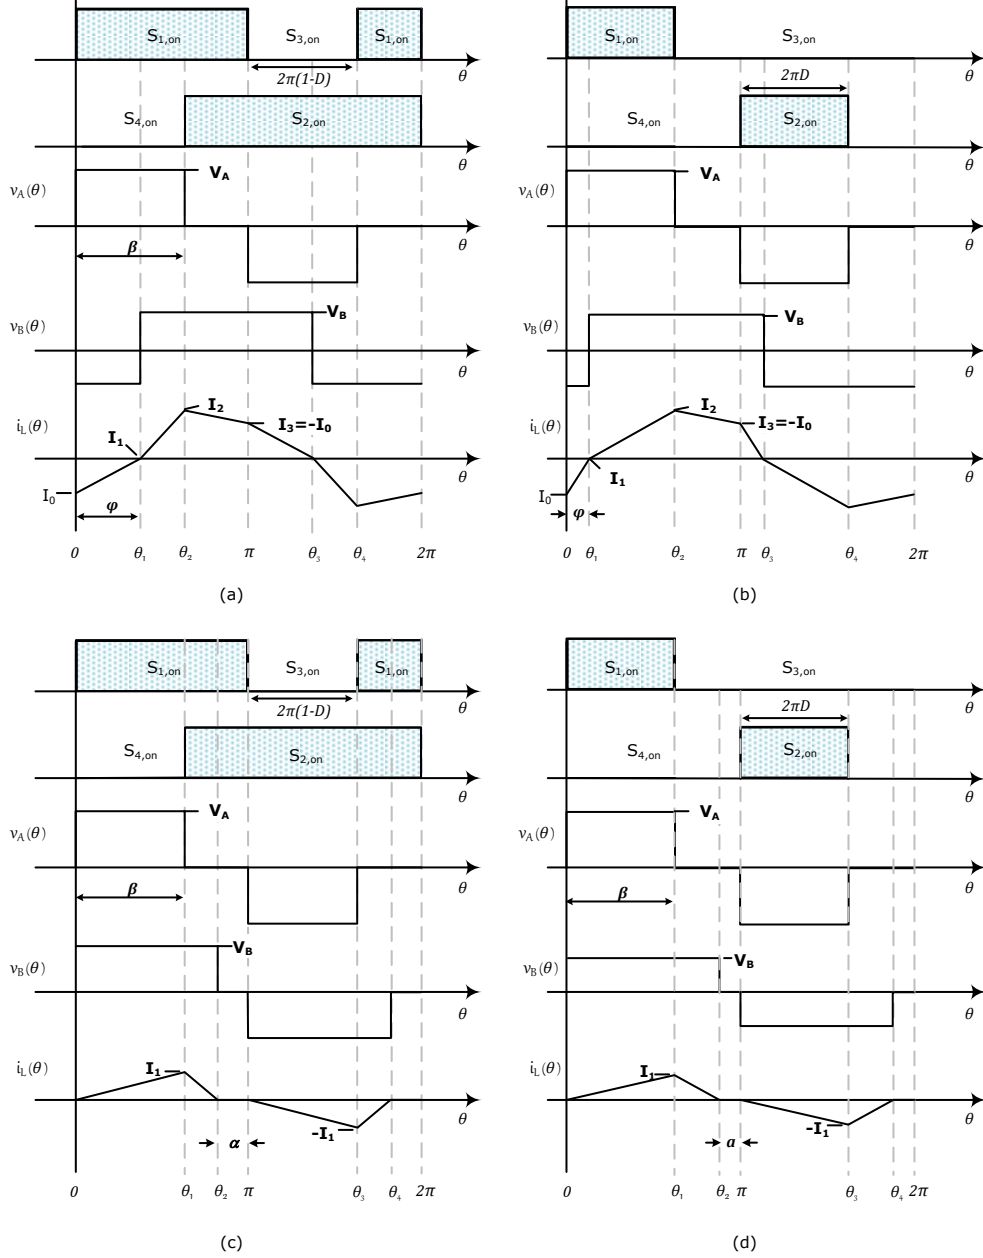 S1,on S3,on S1,on
θ
2π(1-D)
S4,on S2,on
θ
vA(θ) VA
θ
β
vB(θ) VB
θ
iL(θ) I2
I1 I3=-I0
θ
I0
φ
0 θ1 θ2 π θ3 θ4 2π
(a)
S1,on S3,on
θ
2πD
S4,on S2,on
θ
vA(θ) VA
θ
vB(θ) VB
θ
iL(θ) I2
I3=-I0
θ
I1
I0
φ
0 θ1 θ2 π θ3 θ4 2π
(b)
S1,on S3,on S1,on
θ
2π(1-D)
S4,on S2,on
θ
vA(θ) VA
θ
β
vB(θ) VB
θ
iL(θ) I1
θ
-I1
α
0 θ1 θ2 π θ3 θ4 2π
(c)
S1,on S3,on
θ
2πD
S4,on S2,on
θ
vA(θ) VA
θ
β
vB(θ) VB
θ
iL(θ) I1
θ
-I1
a
0 θ1 θ2 π θ3 θ4 2π
(d)